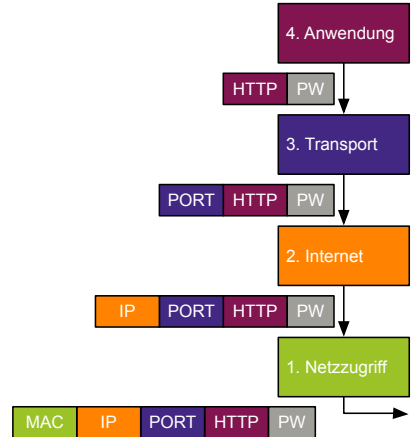 4. Anwendung
HTTP PW
3. Transport
PORT HTTP PW
2. Internet
IP PORT HTTP PW
1. Netzzugriff
MAC IP PORT HTTP PW